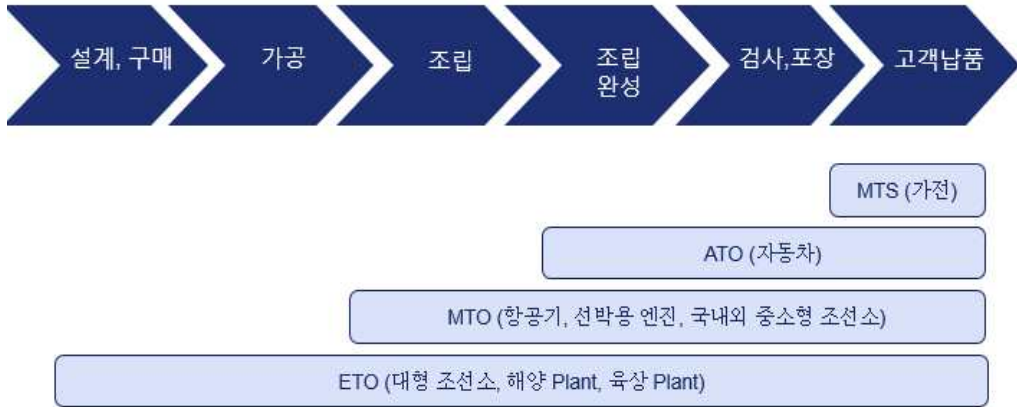 설계, 구매
가공
조립
조립
완성
검사,포장
고객납품
MTS (가전)
ATO (자동차)
MTO (항공기, 선박용 엔진, 국내외 중소형 조선소)
ETO (대형 조선소, 해양 Plant, 육상 Plant)